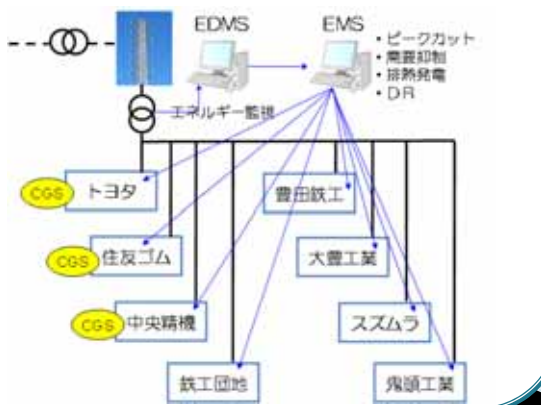 EDMS
EMS
・ピークカット
・需要抑制
・排熱発電
・DR
エネルギー監視
CGS
トヨタ
豊田鉄工
CGS
住友ゴム
大豊工業
CGS
中央精機
スズムラ
鉄工団地
鬼頭工業